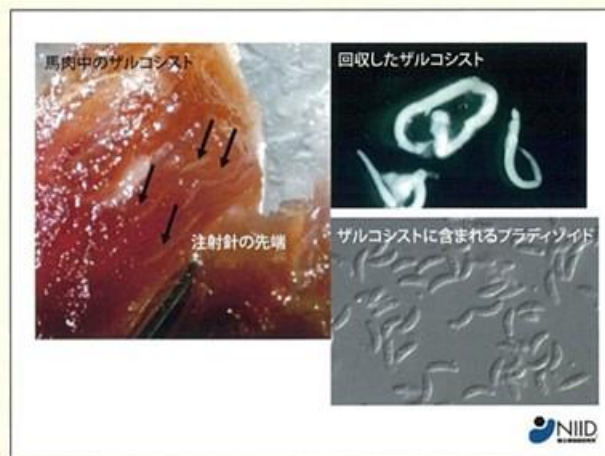 馬肉中のザルコシスト
注射針の先端
回収したザルコシスト
ザルコシストに含まれるブラディゾイド
NIID